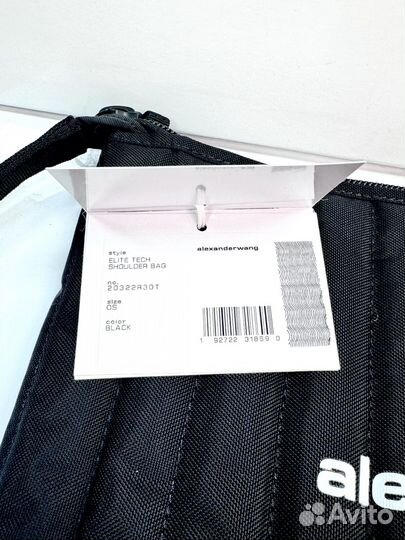 style
ELITE TECH
SHOULDER BAG
no.
20322R30T
size
OS
color
BLACK
alexanderwang
1 92722 31859 0
ale
Avito